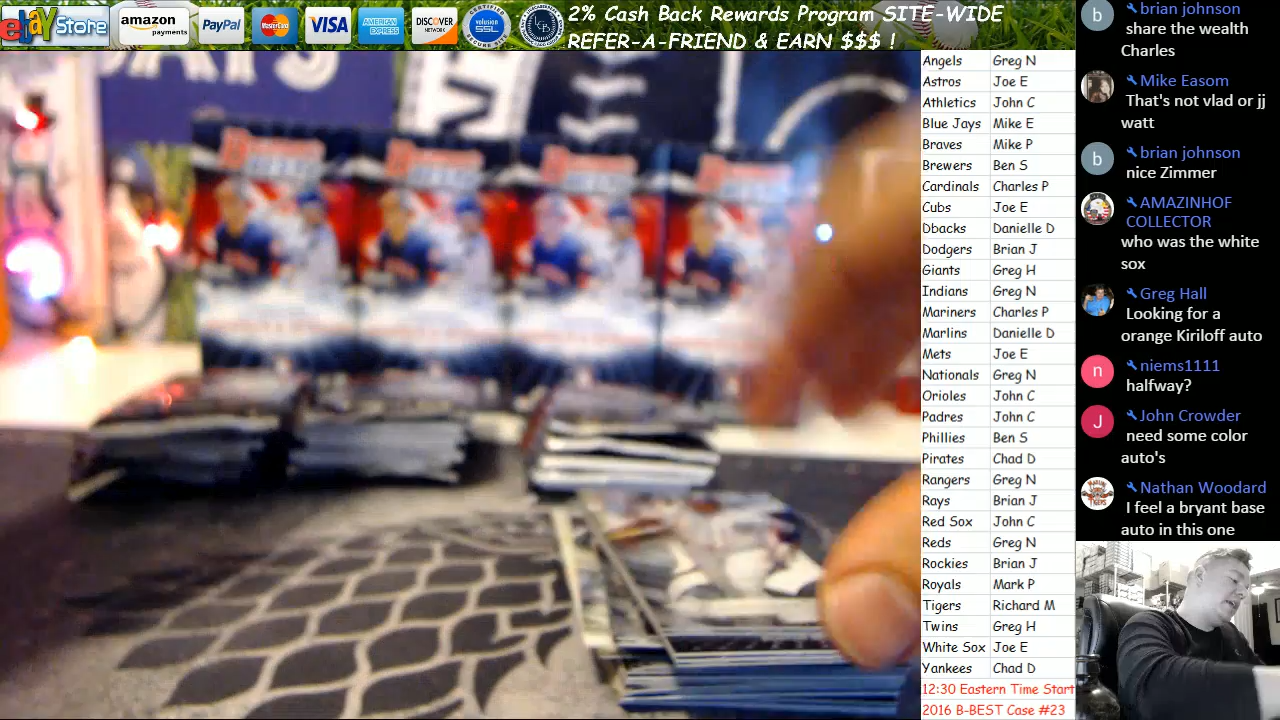 ebay Store
amazon
payments
PayPal
MasterCard
VISA
AMERICAN EXPRESS
DISCOVER
NETWORK
volusion
SSL
2% Cash Back Rewards Program SITE-WIDE
REFER-A-FRIEND & EARN $$$ !
Angels Greg N
Astros Joe E
Athletics John C
Blue Jays Mike E
Braves Mike P
Brewers Ben S
Cardinals Charles P
Cubs Joe E
Dbacks Danielle D
Dodgers Brian J
Giants Greg H
Indians Greg N
Mariners Charles P
Marlins Danielle D
Mets Joe E
Nationals Greg N
Orioles John C
Padres John C
Phillies Ben S
Pirates Chad D
Rangers Greg N
Rays Brian J
Red Sox John C
Reds Greg N
Rockies Brian J
Royals Mark P
Tigers Richard M
Twins Greg H
White Sox Joe E
Yankees Chad D
12:30 Eastern Time Start
2016 B-BEST Case #23
brian johnson
share the wealth
Charles
Mike Easom
That's not vlad or jj
watt
brian johnson
nice Zimmer
AMAZINHOF
COLLECTOR
who was the white
sox
Greg Hall
Looking for a
orange Kiriloff auto
niems1111
halfway?
John Crowder
need some color
auto's
Nathan Woodard
I feel a bryant base
auto in this one